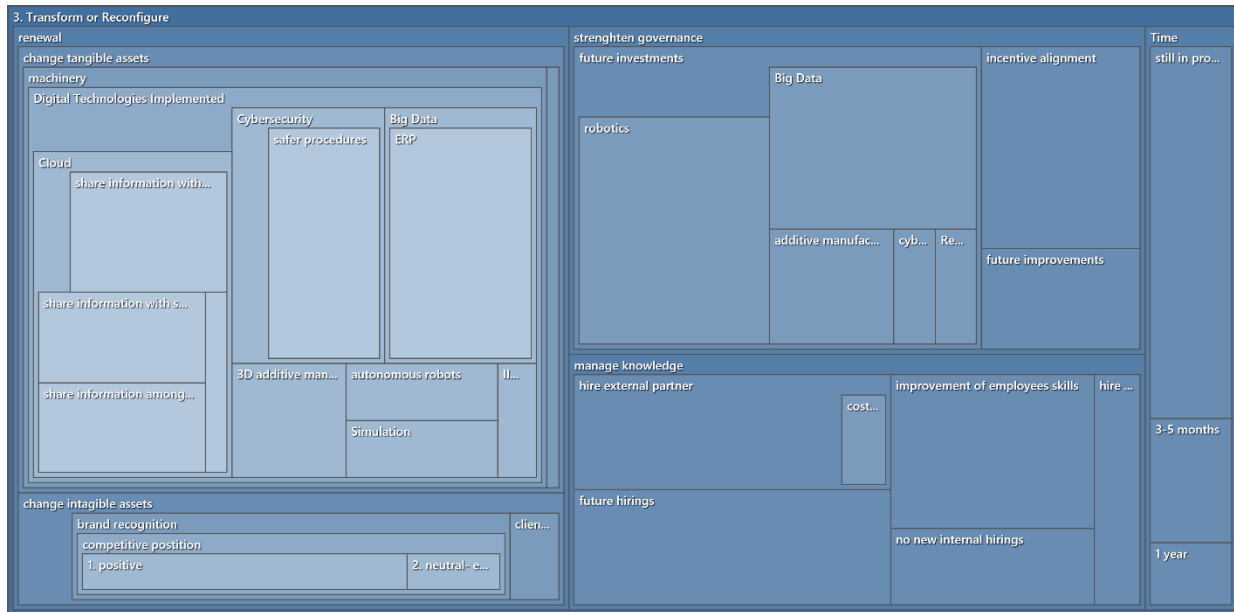 3. Transform or Reconfigure
renewal
change tangible assets
machinery
Digital Technologies Implemented
Cloud
share information with...
share information with s...
share information among...
Cybersecurity
safer procedures
Big Data
ERP
3D additive man...
autonomous robots
Simulation
II...
change intagible assets
brand recognition
competitive postition
1. positive
2. neutral- e...
clien...
strenghten governance
future investments
robotics
Big Data
additive manufac...
cyb...
Re...
incentive alignment
future improvements
manage knowledge
hire external partner
cost...
future hirings
improvement of employees skills
no new internal hirings
hire ...
Time
still in pro...
3-5 months
1 year